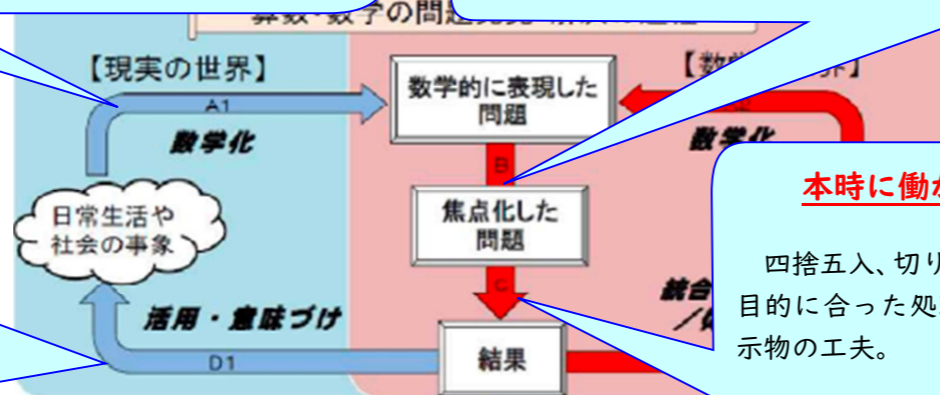 【現実の世界】
A1
数学化
数学的に表現した
問題
数学化
B
日常生活や
社会の事象
焦点化した
問題
本時に働
四捨五入、切り
目的に合った処
示物の工夫。
C
統合
活用・意味づけ
D1
結果